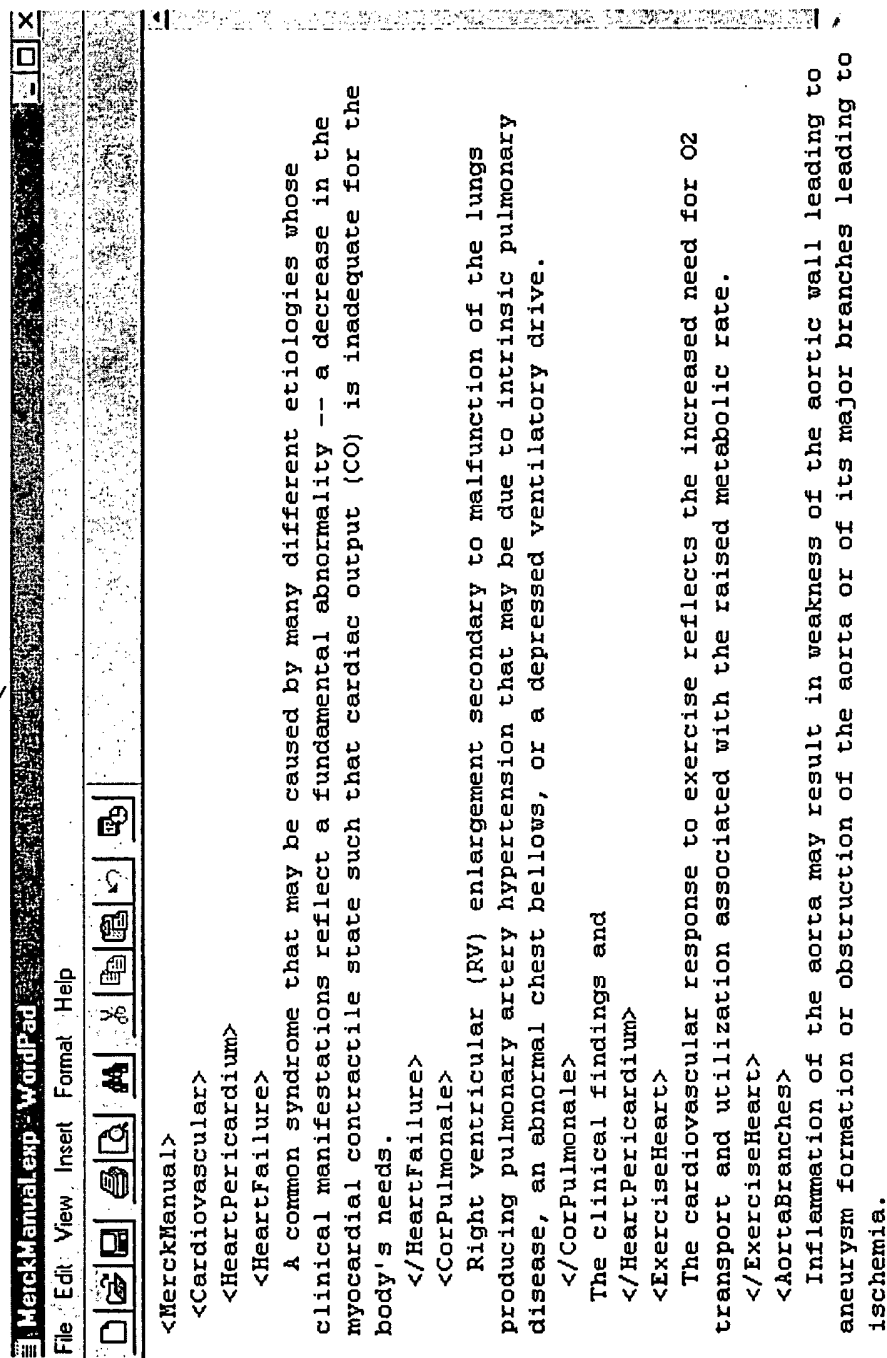 MerckManual.exp - WordPad
File Edit View Insert Format Help
<MerckManual>
<Cardiovascular>
<HeartPericardium>
<HeartFailure>
A common syndrome that may be caused by many different etiologies whose
clinical manifestations reflect a fundamental abnormality -- a decrease in the
myocardial contractile state such that cardiac output (CO) is inadequate for the
body's needs.
</HeartFailure>
<CorPulmonale>
Right ventricular (RV) enlargement secondary to malfunction of the lungs
producing pulmonary artery hypertension that may be due to intrinsic pulmonary
disease, an abnormal chest bellows, or a depressed ventilatory drive.
</CorPulmonale>
The clinical findings and
</HeartPericardium>
<ExerciseHeart>
The cardiovascular response to exercise reflects the increased need for O2
transport and utilization associated with the raised metabolic rate.
</ExerciseHeart>
<AortaBranches>
Inflammation of the aorta may result in weakness of the aortic wall leading to
aneurysm formation or obstruction of the aorta or of its major branches leading to
ischemia.